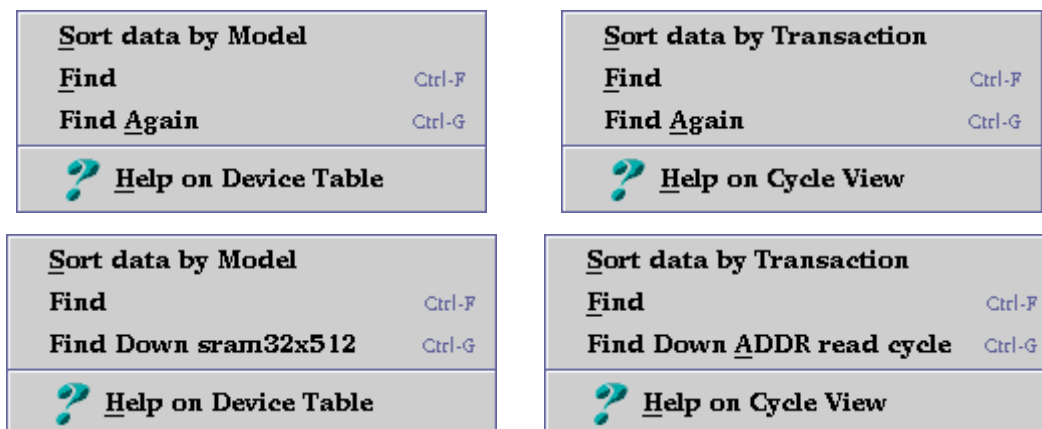 Sort data by Model
Find Ctrl-F
Find Again Ctrl-G
Help on Device Table
Sort data by Transaction
Find Ctrl-F
Find Again Ctrl-G
Help on Cycle View
Sort data by Model
Find Ctrl-F
Find Down sram32x512 Ctrl-G
Help on Device Table
Sort data by Transaction
Find Ctrl-F
Find Down ADDR read cycle Ctrl-G
Help on Cycle View